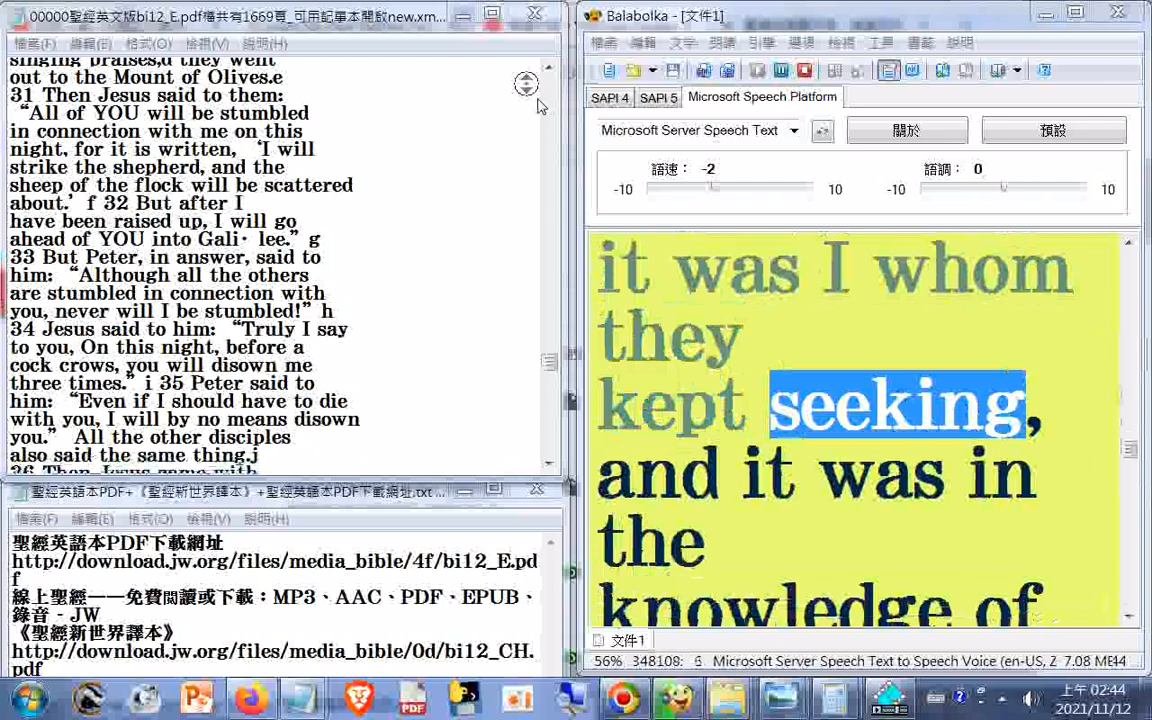 00000聖經英文版bi12_E.pdf檔共有1669頁_可用記事本開啟new.xm...
檔案(F) 編輯(E) 格式(O) 檢視(V) 說明(H)
singing praises,d they went
out to the Mount of Olives.e
31 Then Jesus said to them:
“All of YOU will be stumbled
in connection with me on this
night, for it is written, ‘I will
strike the shepherd, and the
sheep of the flock will be scattered
about.’ f 32 But after I
have been raised up, I will go
ahead of YOU into Gali· lee.” g
33 But Peter, in answer, said to
him: “Although all the others
are stumbled in connection with
you, never will I be stumbled!” h
34 Jesus said to him: “Truly I say
to you, On this night, before a
cock crows, you will disown me
three times.” i 35 Peter said to
him: “Even if I should have to die
with you, I will by no means disown
you.” All the other disciples
also said the same thing.j
36 Then Jesus came with
聖經英語本PDF+《聖經新世界譯本》+聖經英語本PDF下載網址.txt ...
檔案(F) 編輯(E) 格式(O) 檢視(V) 說明(H)
聖經英語本PDF下載網址
http://download.jw.org/files/media_bible/4f/bi12_E.pd
f
線上聖經——免費閱讀或下載：MP3、AAC、PDF、EPUB、
錄音 - JW
《聖經新世界譯本》
http://download.jw.org/files/media_bible/0d/bi12_CH.
pdf
Balabolka - [文件1]
檔案 編輯 文字 朗讀 引擎 選項 檢視 工具 書籤 說明
SAPI 4 SAPI 5 Microsoft Speech Platform
Microsoft Server Speech Text 關於 預設
語速： -2 語調： 0
-10 10 -10 10
it was I whom
they
kept seeking,
and it was in
the
knowledge of
文件1
56% 348108: 6 Microsoft Server Speech Text to Speech Voice (en-US, Z 7.08 ME44
上午 02:44
2021/11/12